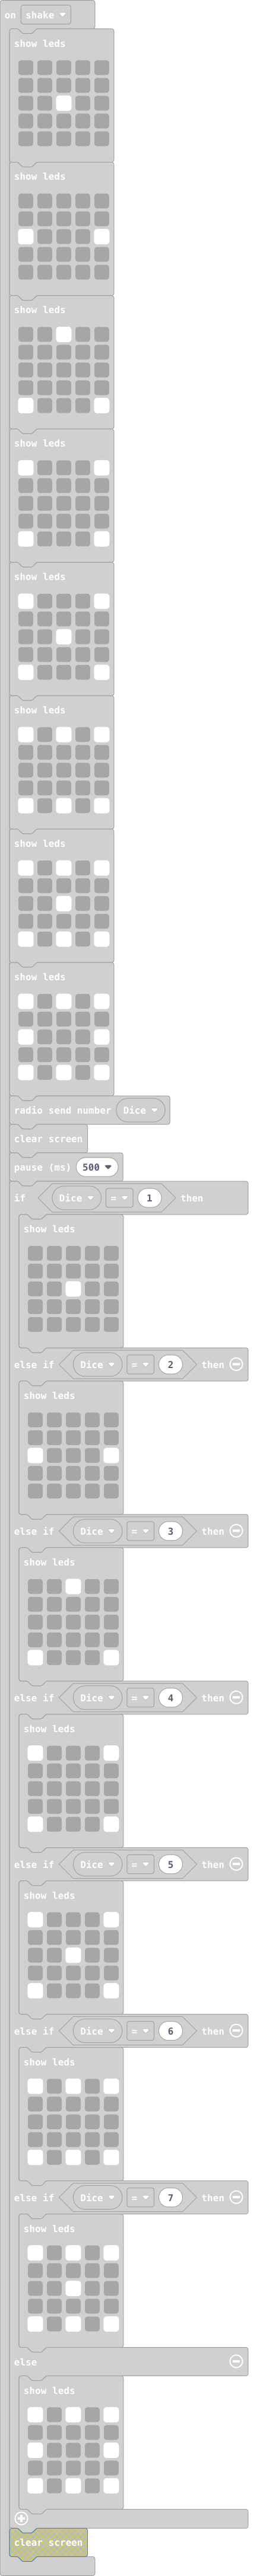 on shake
show leds
show leds
show leds
show leds
show leds
show leds
show leds
show leds
radio send number Dice
clear screen
pause (ms) 500
if Dice = 1 then
show leds
else if Dice = 2 then
show leds
else if Dice = 3 then
show leds
else if Dice = 4 then
show leds
else if Dice = 5 then
show leds
else if Dice = 6 then
show leds
else if Dice = 7 then
show leds
else
show leds
clear screen